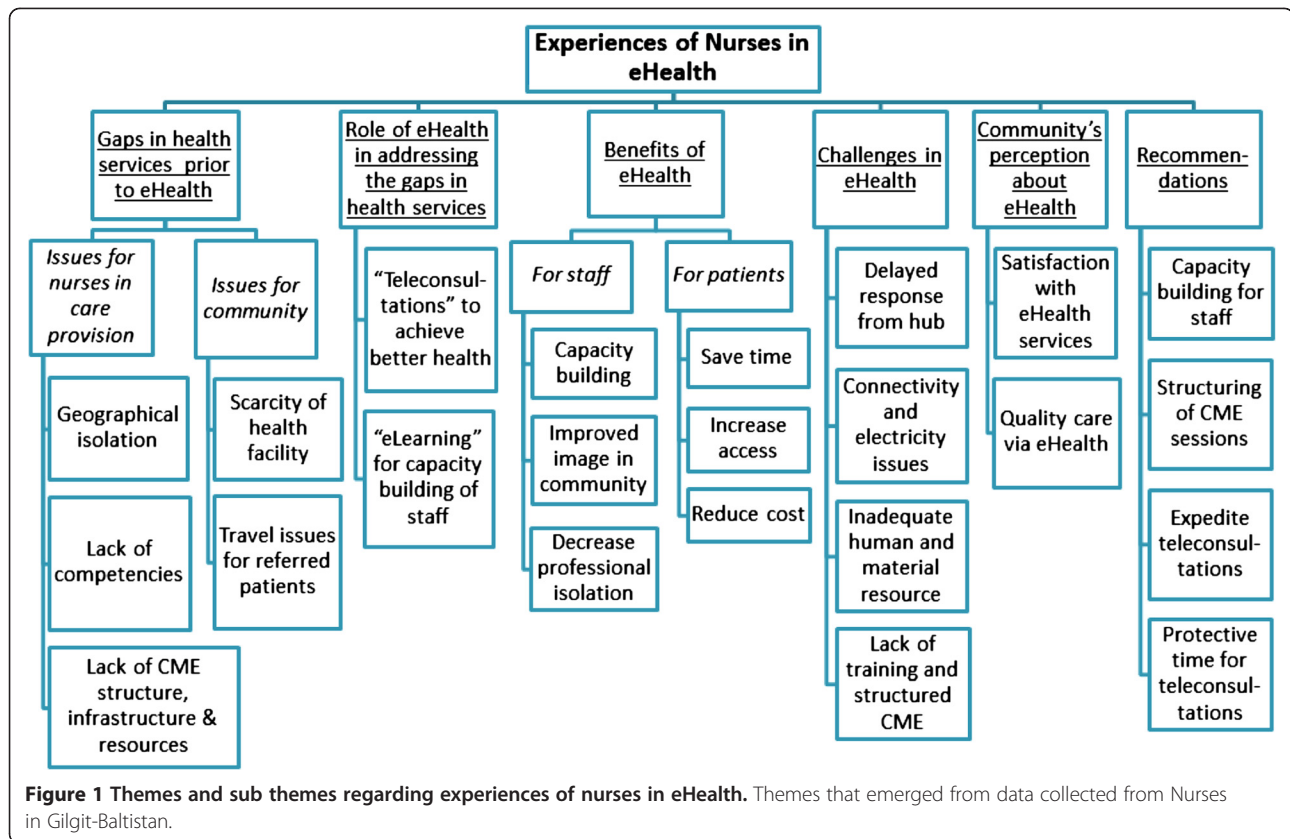 Experiences of Nurses in
eHealth
Gaps in health
services prior
to eHealth
Issues for
nurses in
care
provision
Geographical
isolation
Lack of
competencies
Lack of CME
structure,
infrastructure &
resources
Issues for
community
Scarcity of
health
facility
Travel issues
for referred
patients
Role of eHealth
in addressing
the gaps in
health services
“Teleconsul-
tations” to
achieve
better health
“eLearning”
for capacity
building of
staff
Benefits of
eHealth
For staff
Capacity
building
Improved
image in
community
Decrease
professional
isolation
For patients
Save time
Increase
access
Reduce cost
Challenges in
eHealth
Delayed
response
from hub
Connectivity
and
electricity
issues
Inadequate
human and
material
resource
Lack of
training and
structured
CME
Community’s
perception
about
eHealth
Satisfaction
with
eHealth
services
Quality care
via eHealth
Recommen-
dations
Capacity
building for
staff
Structuring
of CME
sessions
Expedite
teleconsul-
tations
Protective
time for
teleconsul-
tations
Figure 1 Themes and sub themes regarding experiences of nurses in eHealth. Themes that emerged from data collected from Nurses
in Gilgit-Baltistan.